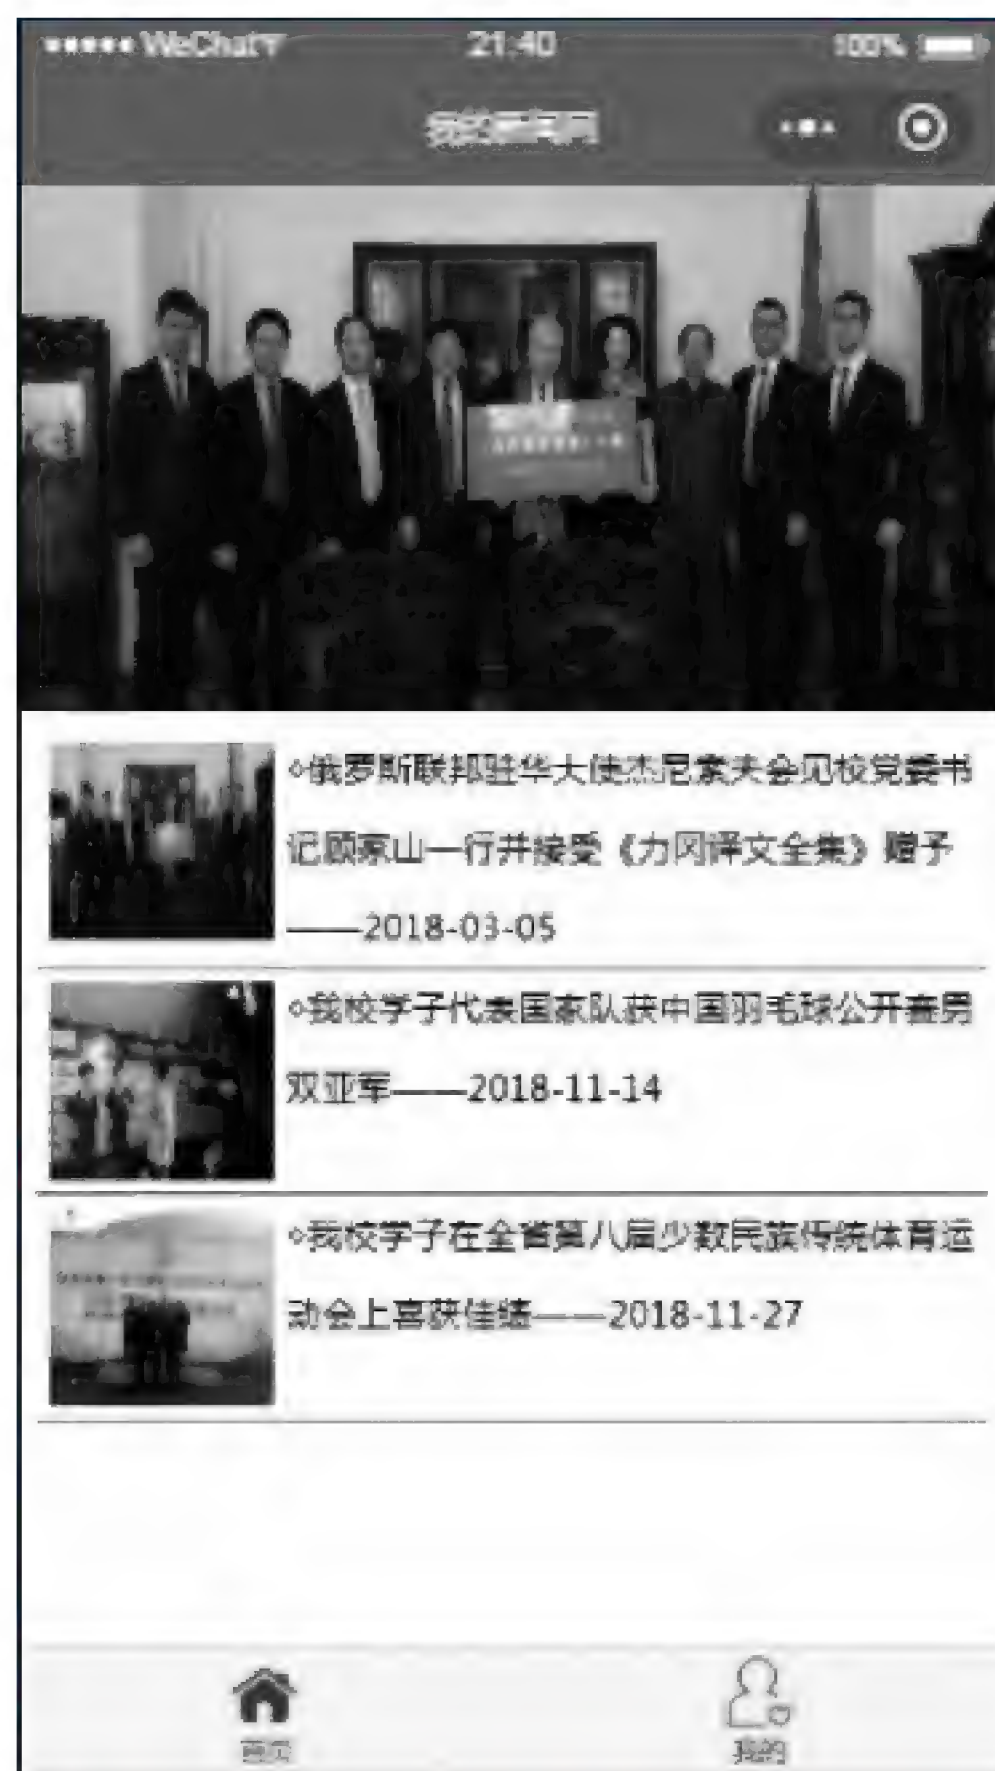 WeChat
21:40
100%
我的新闻网
◇俄罗斯联邦驻华大使杰尼索夫会见校党委书
记顾家山一行并接受《力冈译文全集》赠予
——2018-03-05
◇我校学子代表国家队获中国羽毛球公开赛男
双亚军——2018-11-14
◇我校学子在全省第八届少数民族传统体育运
动会上喜获佳绩——2018-11-27
首页
我的